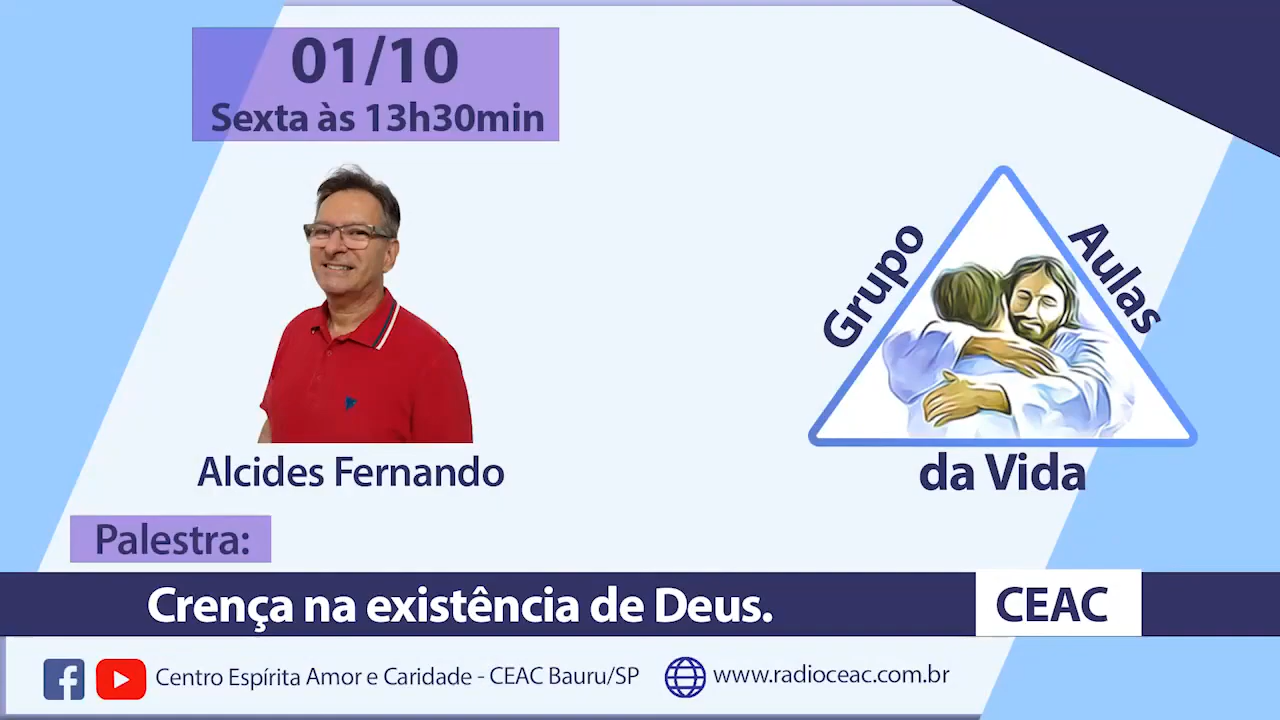 01/10
Sexta às 13h30min
Grupo
Aulas
da Vida
Alcides Fernando
Palestra:
Crença na existência de Deus.
CEAC
Centro Espírita Amor e Caridade - CEAC Bauru/SP
www.radioceac.com.br